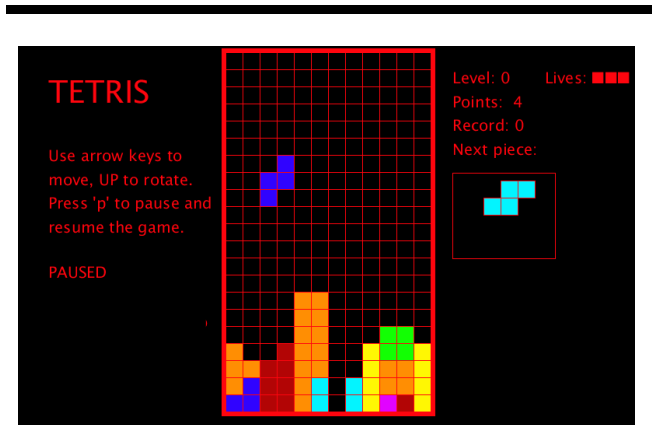 TETRIS
Use arrow keys to
move, UP to rotate.
Press 'p' to pause and
resume the game.
PAUSED
Level: 0 Lives:
Points: 4
Record: 0
Next piece: